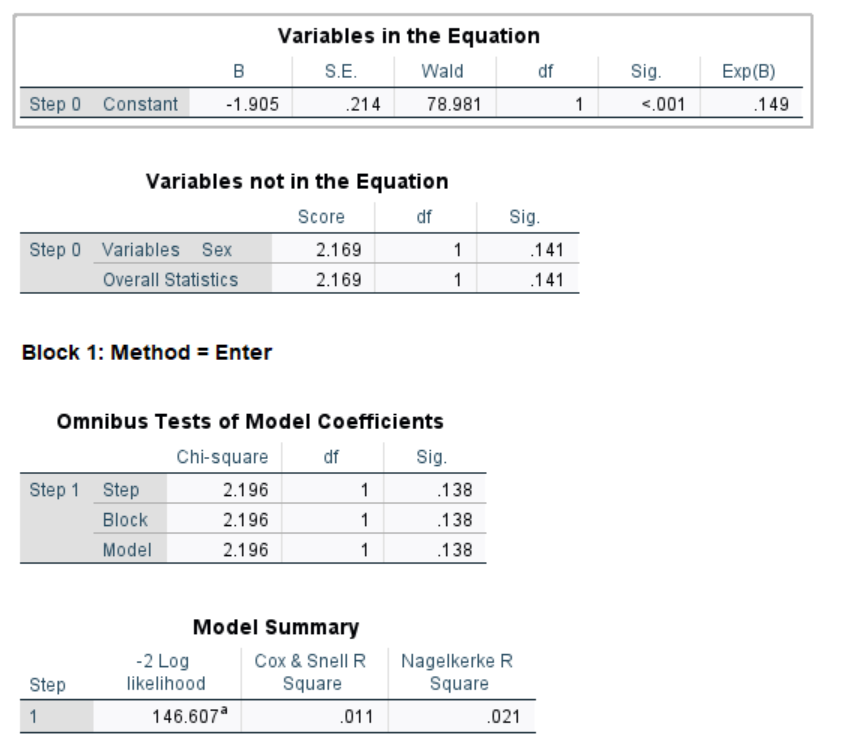 Variables in the Equation
B S.E. Wald df Sig. Exp(B)
Step 0 Constant -1.905 .214 78.981 1 <.001 .149
Variables not in the Equation
Score df Sig.
Step 0 Variables Sex 2.169 1 .141
Overall Statistics 2.169 1 .141
Block 1: Method = Enter
Omnibus Tests of Model Coefficients
Chi-square df Sig.
Step 1 Step 2.196 1 .138
Block 2.196 1 .138
Model 2.196 1 .138
Model Summary
Step -2 Log likelihood Cox & Snell R Square Nagelkerke R Square
1 146.607a .011 .021